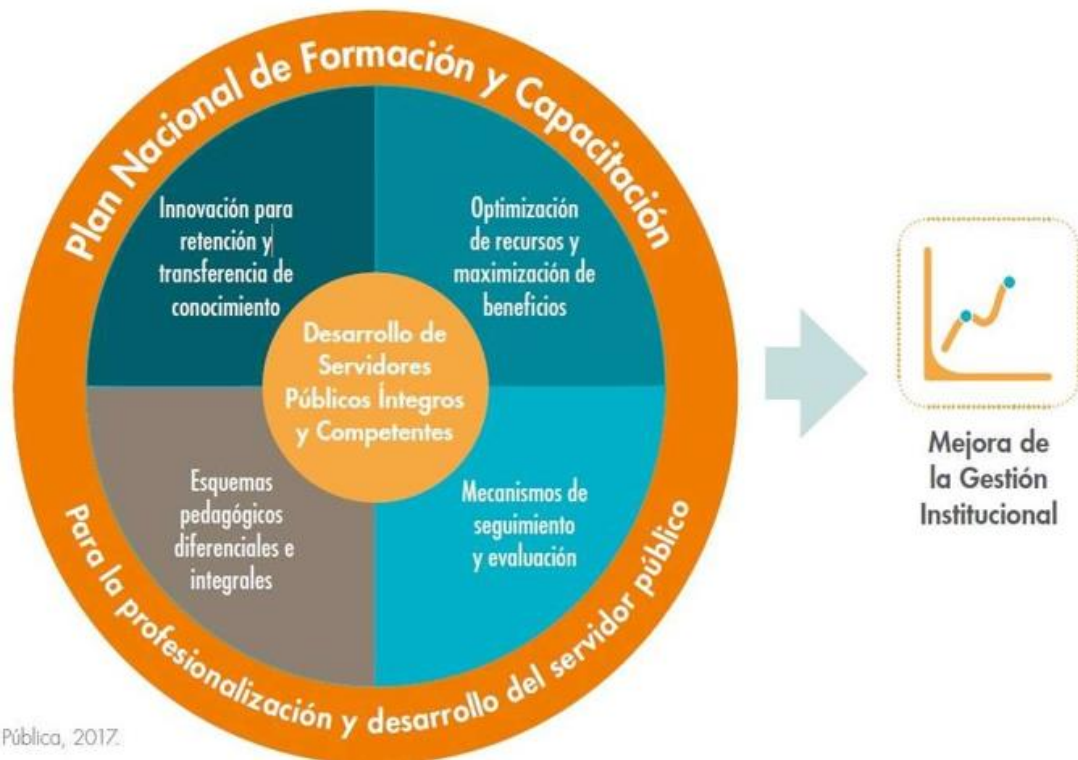 Plan Nacional de Formación y Capacitación
Innovación para
retención y
transferencia de
conocimiento
Optimización
de recursos y
maximización de
beneficios
Desarrollo de
Servidores
Públicos Íntegros
y Competentes
Esquemas
pedagógicos
diferenciales e
integrales
Mecanismos de
seguimiento
y evaluación
Para la profesionalización y desarrollo del servidor público
Mejora de
la Gestión
Institucional
Pública, 2017.